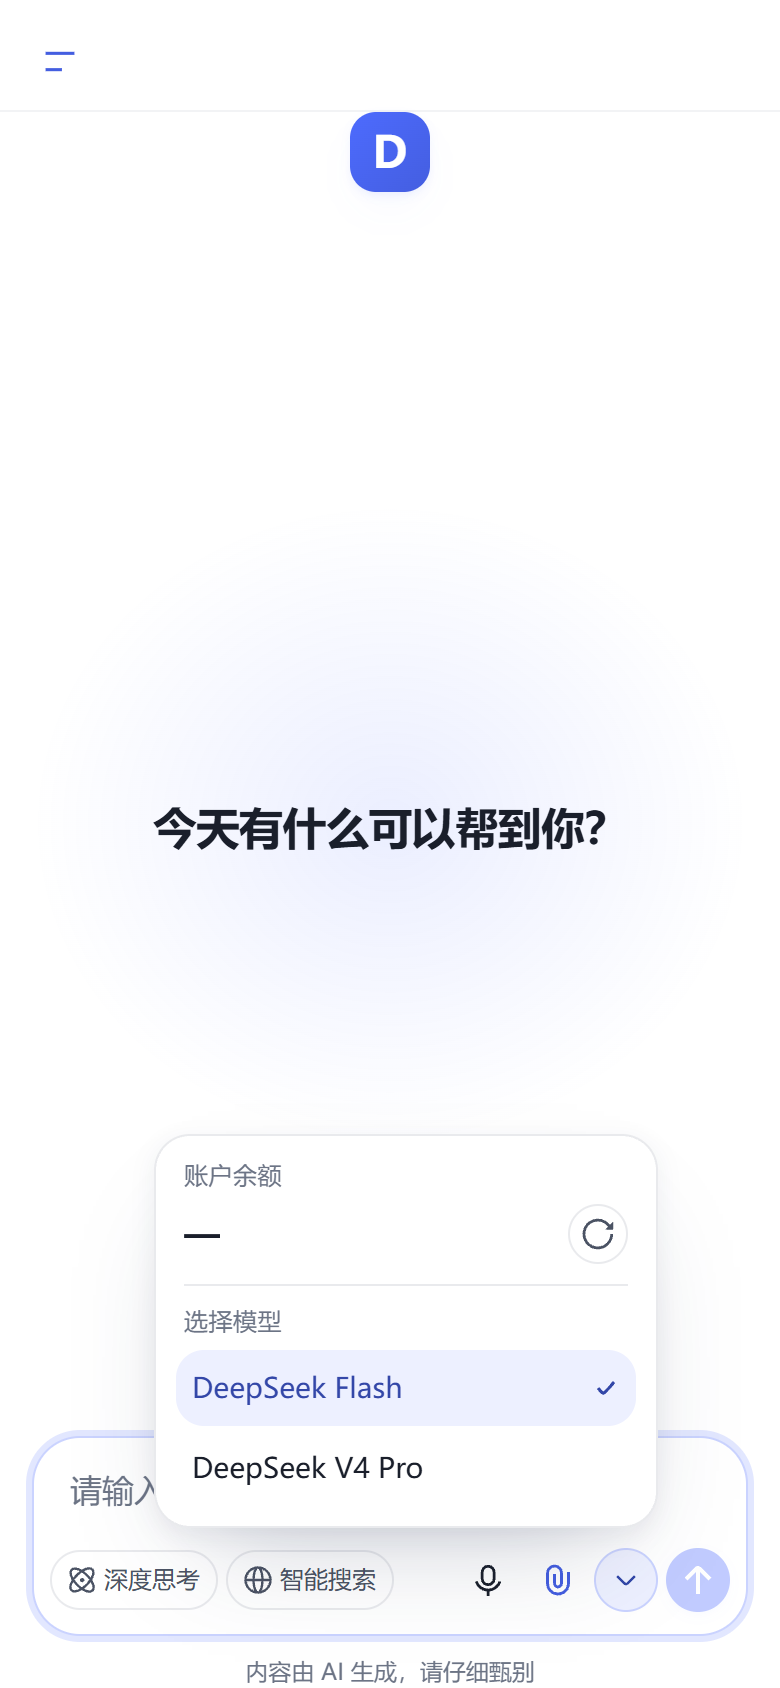 D
今天有什么可以帮到你？
账户余额
—
选择模型
DeepSeek Flash
DeepSeek V4 Pro
请输入
深度思考
智能搜索
内容由 AI 生成，请仔细甄别